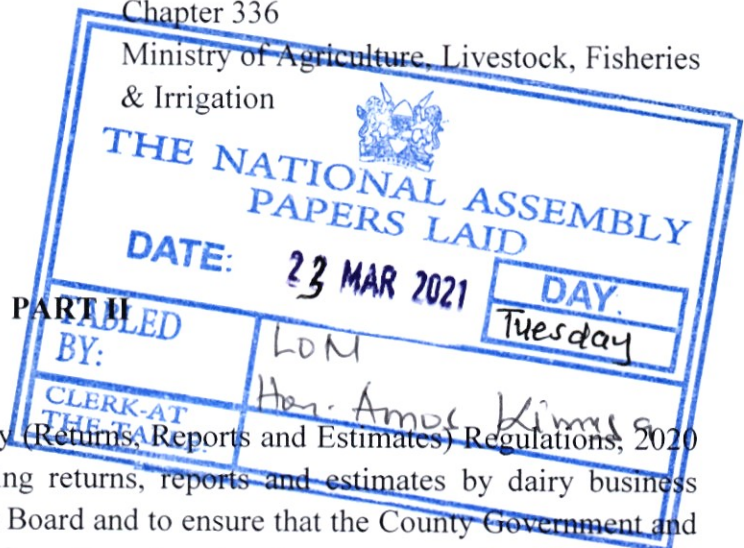 Chapter 336
Ministry of Agriculture, Livestock, Fisheries
& Irrigation
THE NATIONAL ASSEMBLY
PAPERS LAID
DATE: 23 MAR 2021
DAY.
Tuesday
PART II
TABLED
BY:
LOM
Hon. Amos
CLERK-AT
THE-TABLE:
y (Returns, Reports and Estimates) Regulations, 2020
ng returns, reports and estimates by dairy business
Board and to ensure that the County Government and